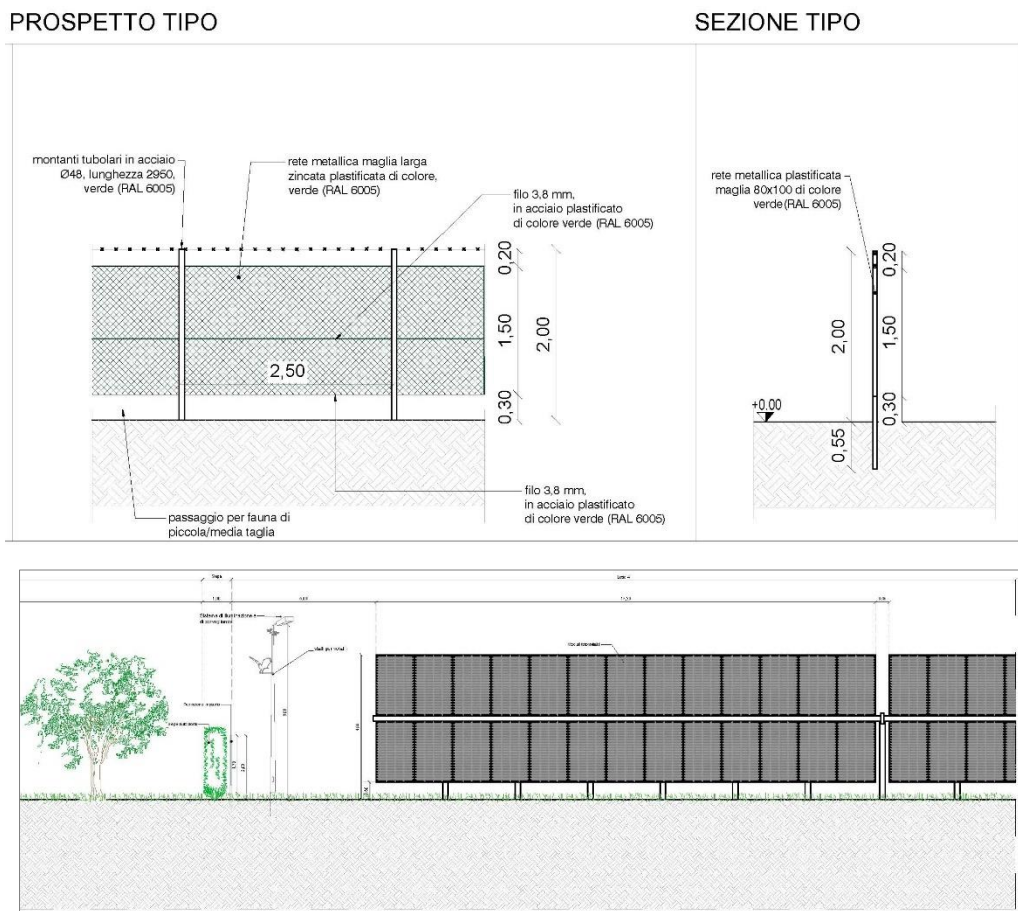 PROSPETTO TIPO
SEZIONE TIPO
montanti tubolari in acciaio
Ø48, lunghezza 2950,
verde (RAL 6005)
rete metallica maglia larga
zincata plastificata di colore,
verde (RAL 6005)
filo 3,8 mm,
in acciaio plastificato
di colore verde (RAL 6005)
0,20
1,50
2,00
0,30
2,50
filo 3,8 mm,
in acciaio plastificato
di colore verde (RAL 6005)
passaggio per fauna di
piccola/media taglia
rete metallica plastificata
maglia 80x100 di colore
verde(RAL 6005)
2,00
0,20
1,50
0,30
+0.00
0,55